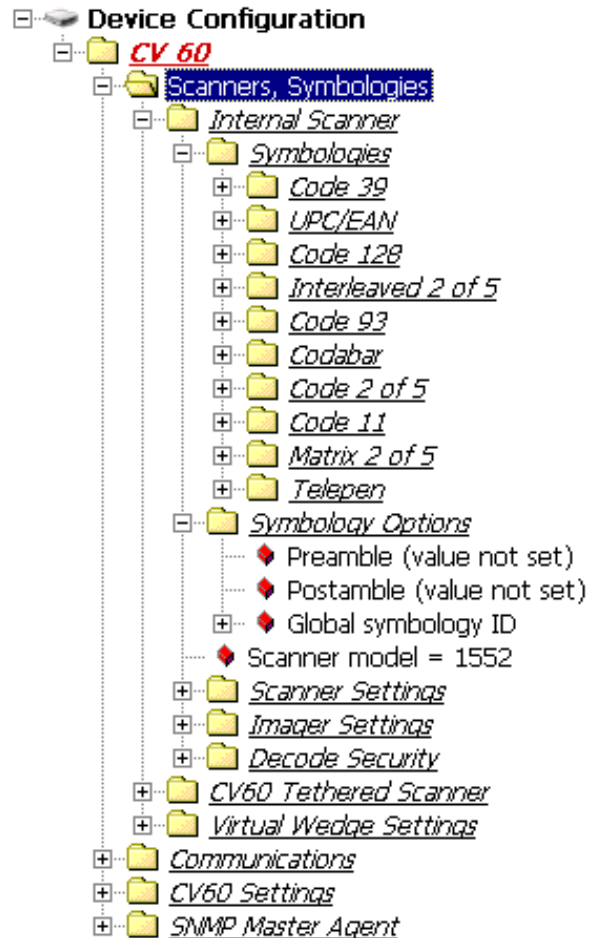 Device Configuration
CV 60
Scanners, Symbologies
Internal Scanner
Symbologies
Code 39
UPC/EAN
Code 128
Interleaved 2 of 5
Code 93
Codabar
Code 2 of 5
Code 11
Matrix 2 of 5
Telepen
Symbology Options
Preamble (value not set)
Postamble (value not set)
Global symbology ID
Scanner model = 1552
Scanner Settings
Imager Settings
Decode Security
CV60 Tethered Scanner
Virtual Wedge Settings
Communications
CV60 Settings
SNMP Master Agent